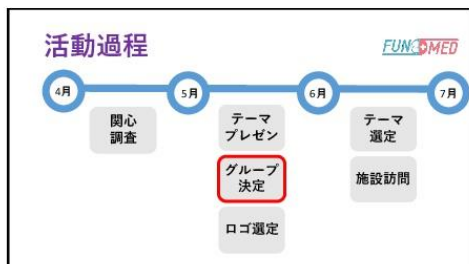 活動過程
FUN MED
4月
5月
6月
7月
関心
調査
テーマ
プレゼン
グループ
決定
ロゴ選定
テーマ
選定
施設訪問